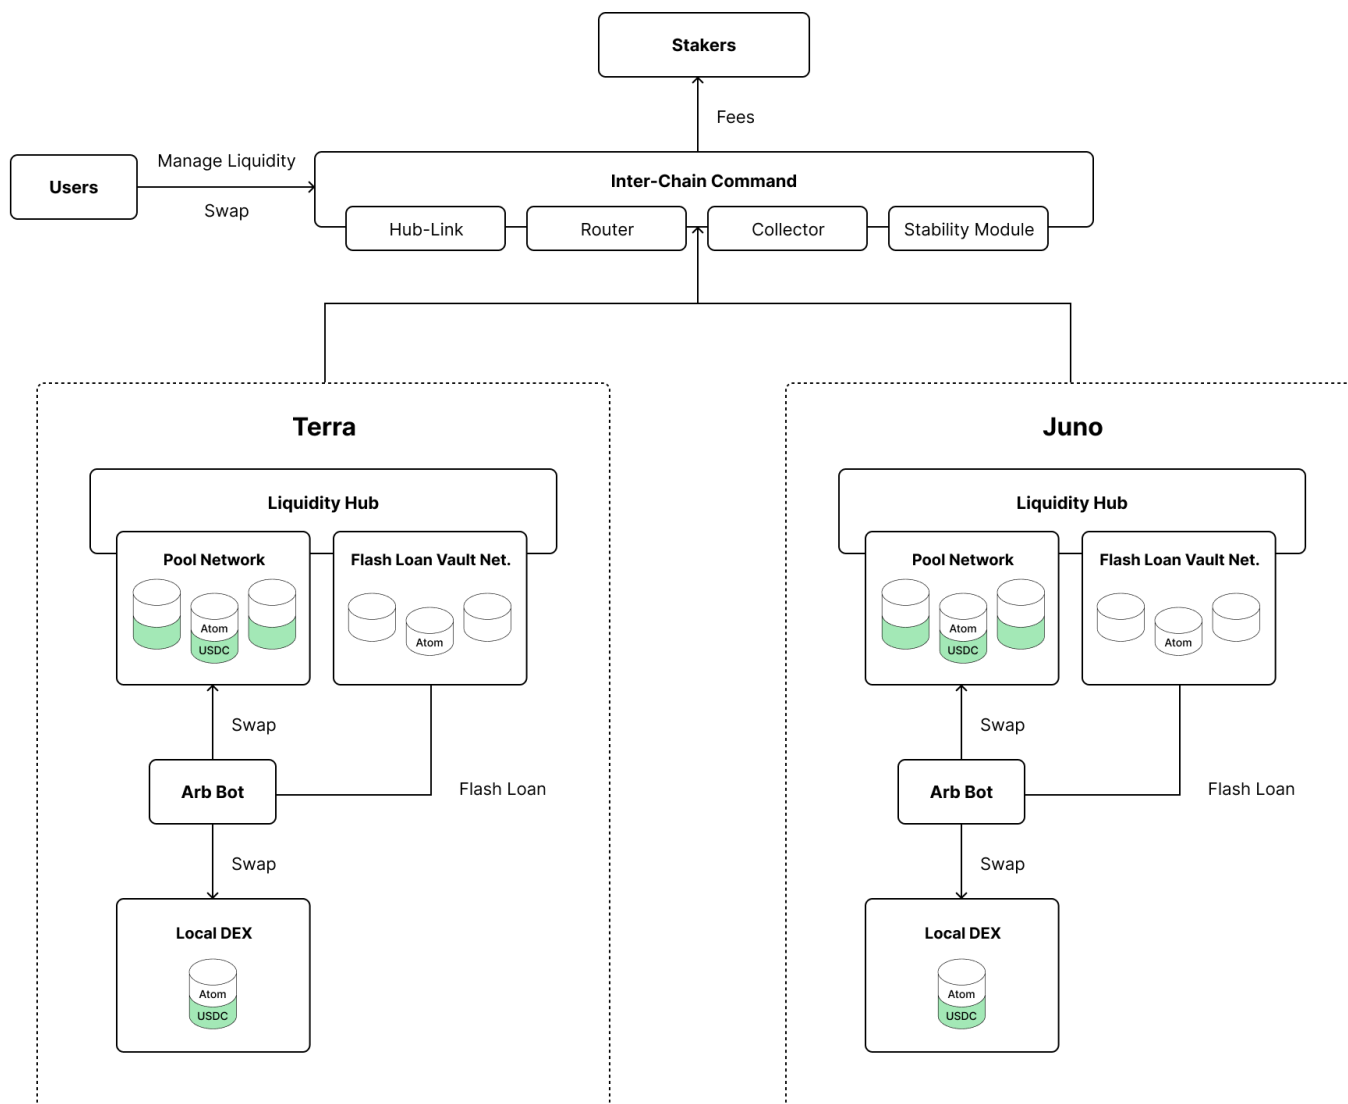 Stakers
Fees
Users
Manage Liquidity
Swap
Inter-Chain Command
Hub-Link
Router
Collector
Stability Module
Terra
Liquidity Hub
Pool Network
Atom
USDC
Flash Loan Vault Net.
Atom
Swap
Arb Bot
Flash Loan
Swap
Local DEX
Atom
USDC
Juno
Liquidity Hub
Pool Network
Atom
USDC
Flash Loan Vault Net.
Atom
Swap
Arb Bot
Flash Loan
Swap
Local DEX
Atom
USDC